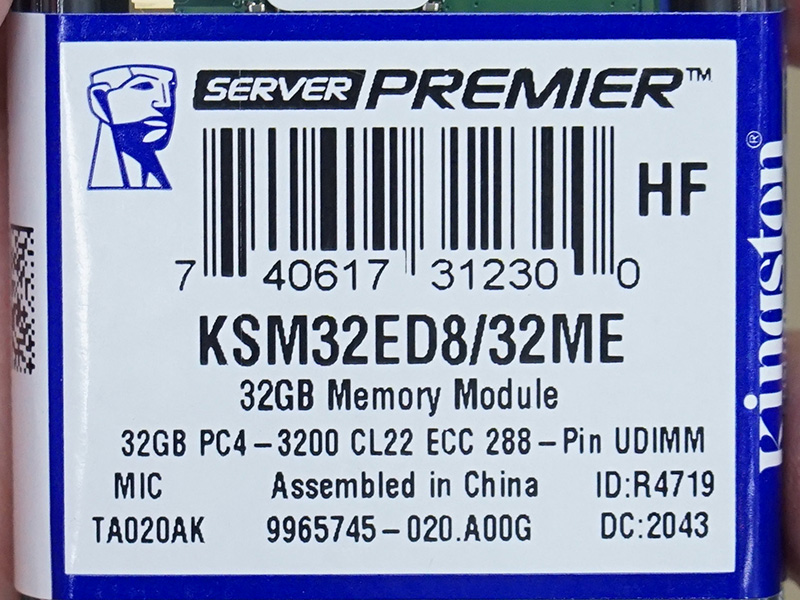 SERVER PREMIER™
HF
7 40617 31230 0
KSM32ED8/32ME
32GB Memory Module
32GB PC4-3200 CL22 ECC 288-Pin UDIMM
MIC Assembled in China ID:R4719
TA020AK 9965745-020.A00G DC:2043
Kingston®